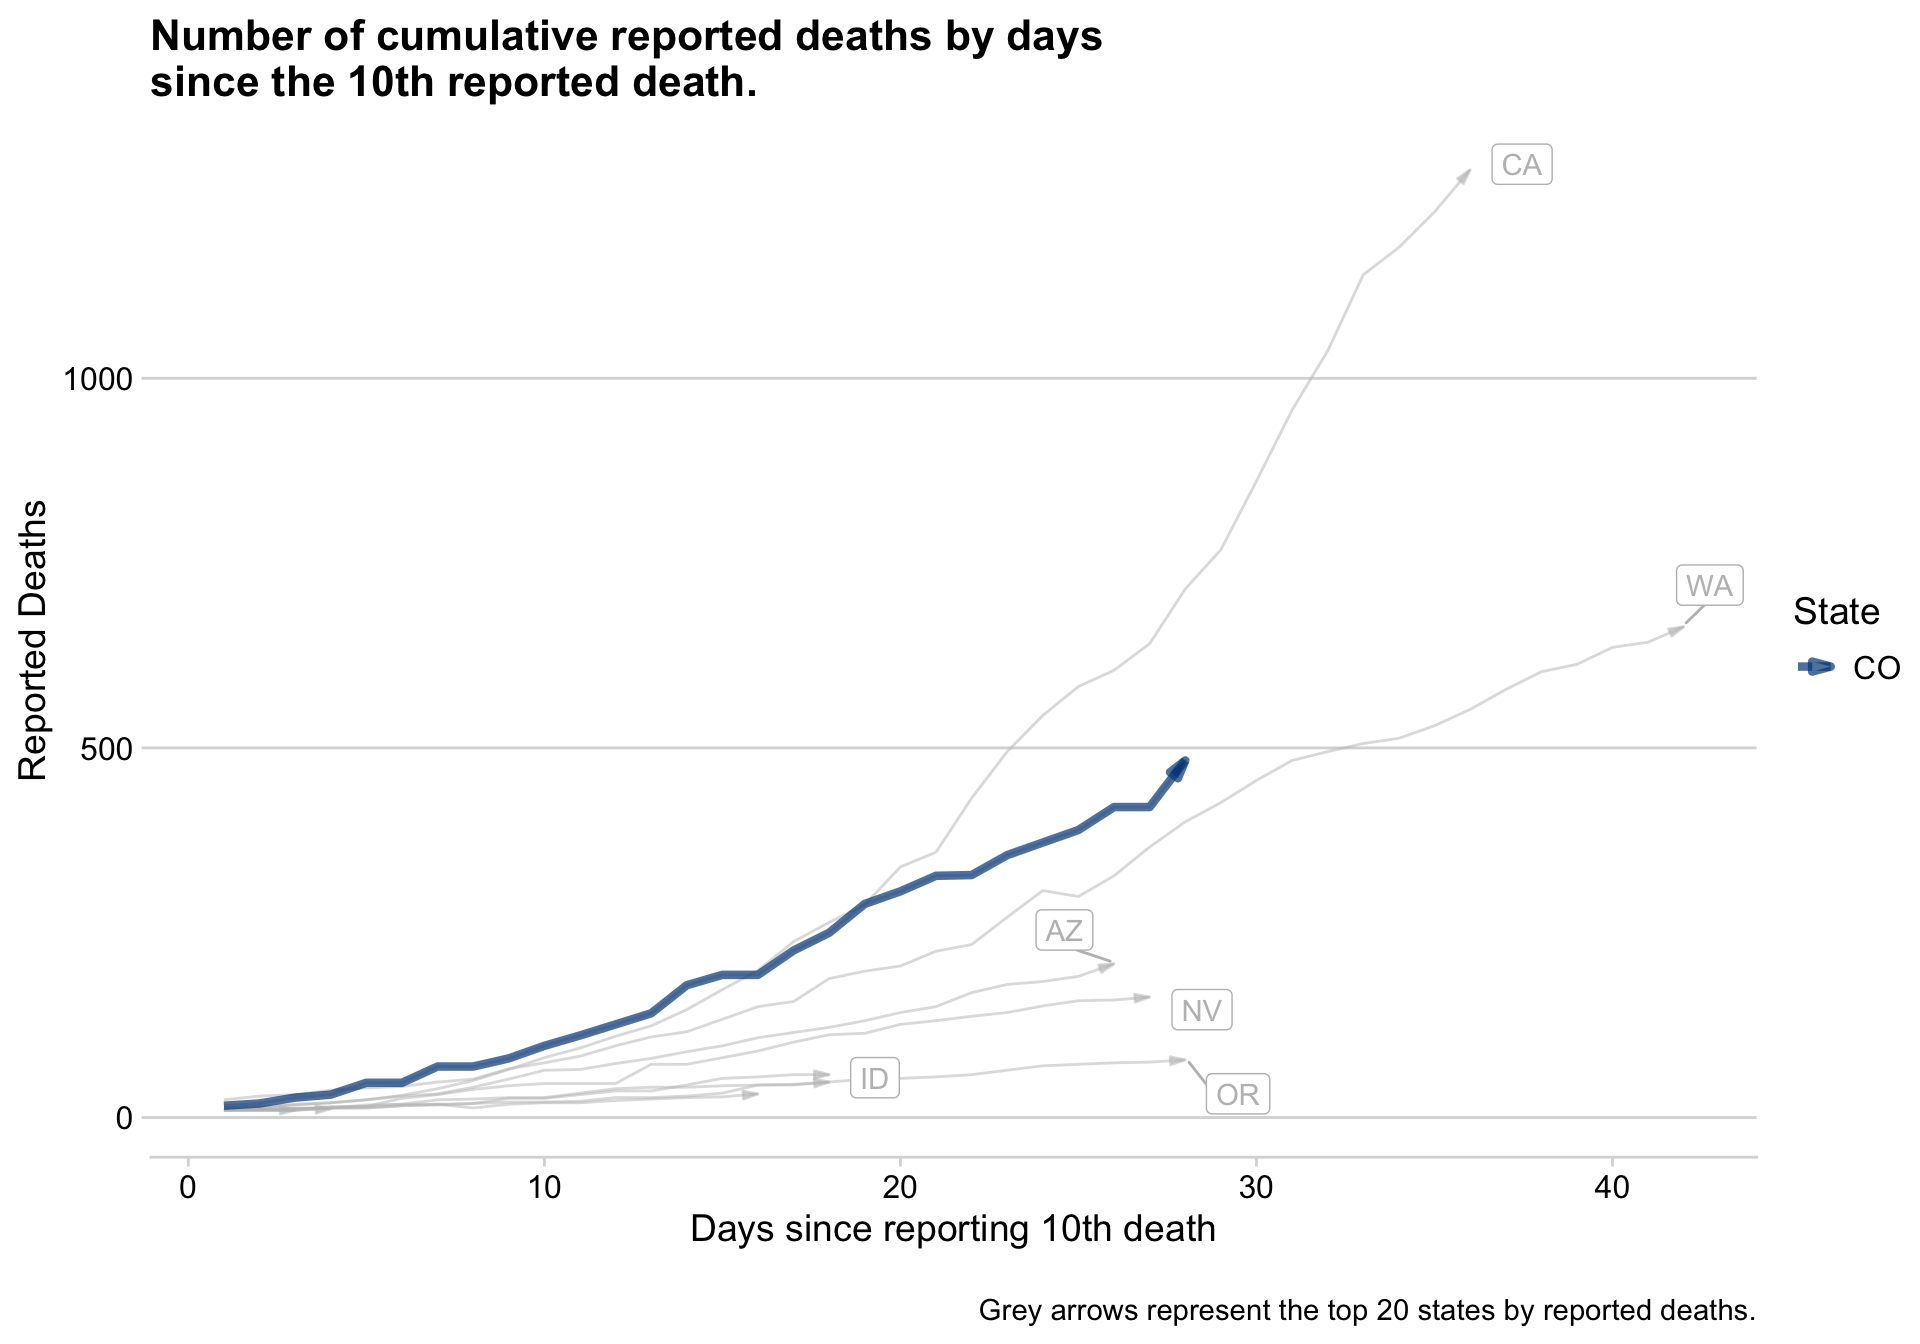 Number of cumulative reported deaths by days
since the 10th reported death.
CA
1000
WA
Reported Deaths
State
CO
500
AZ
NV
ID
OR
0
0 10 20 30 40
Days since reporting 10th death
Grey arrows represent the top 20 states by reported deaths.